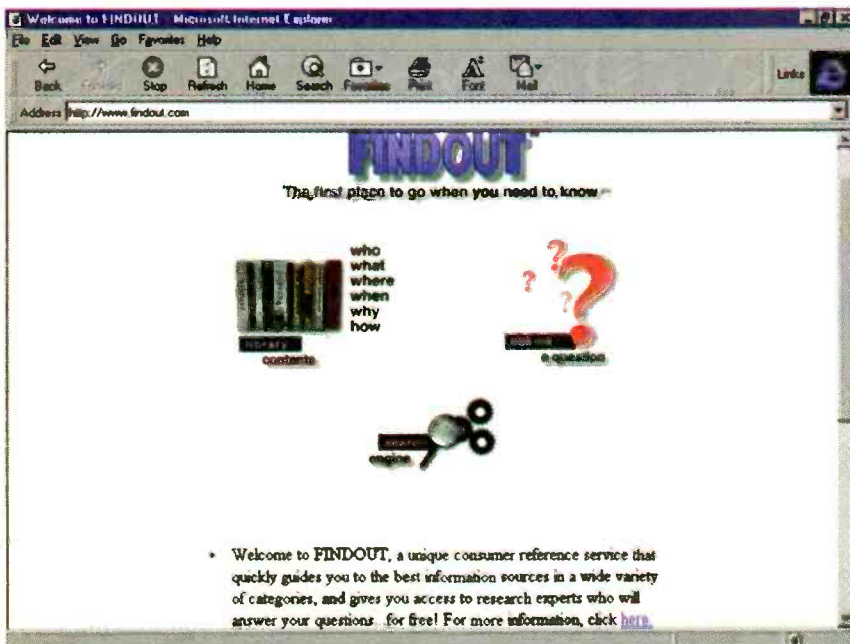 Welcome to FINDOUT - Microsoft Internet Explorer
File Edit View Go Favorites Help
Back Stop Refresh Home Search Favorites Print Font Mail Links
Address http://www.findout.com
FINDOUT
The first place to go when you need to know
who
what
where
when
why
how
library
contents
a question
engine
• Welcome to FINDOUT, a unique consumer reference service that
quickly guides you to the best information sources in a wide variety
of categories, and gives you access to research experts who will
answer your questions...for free! For more information, click here.